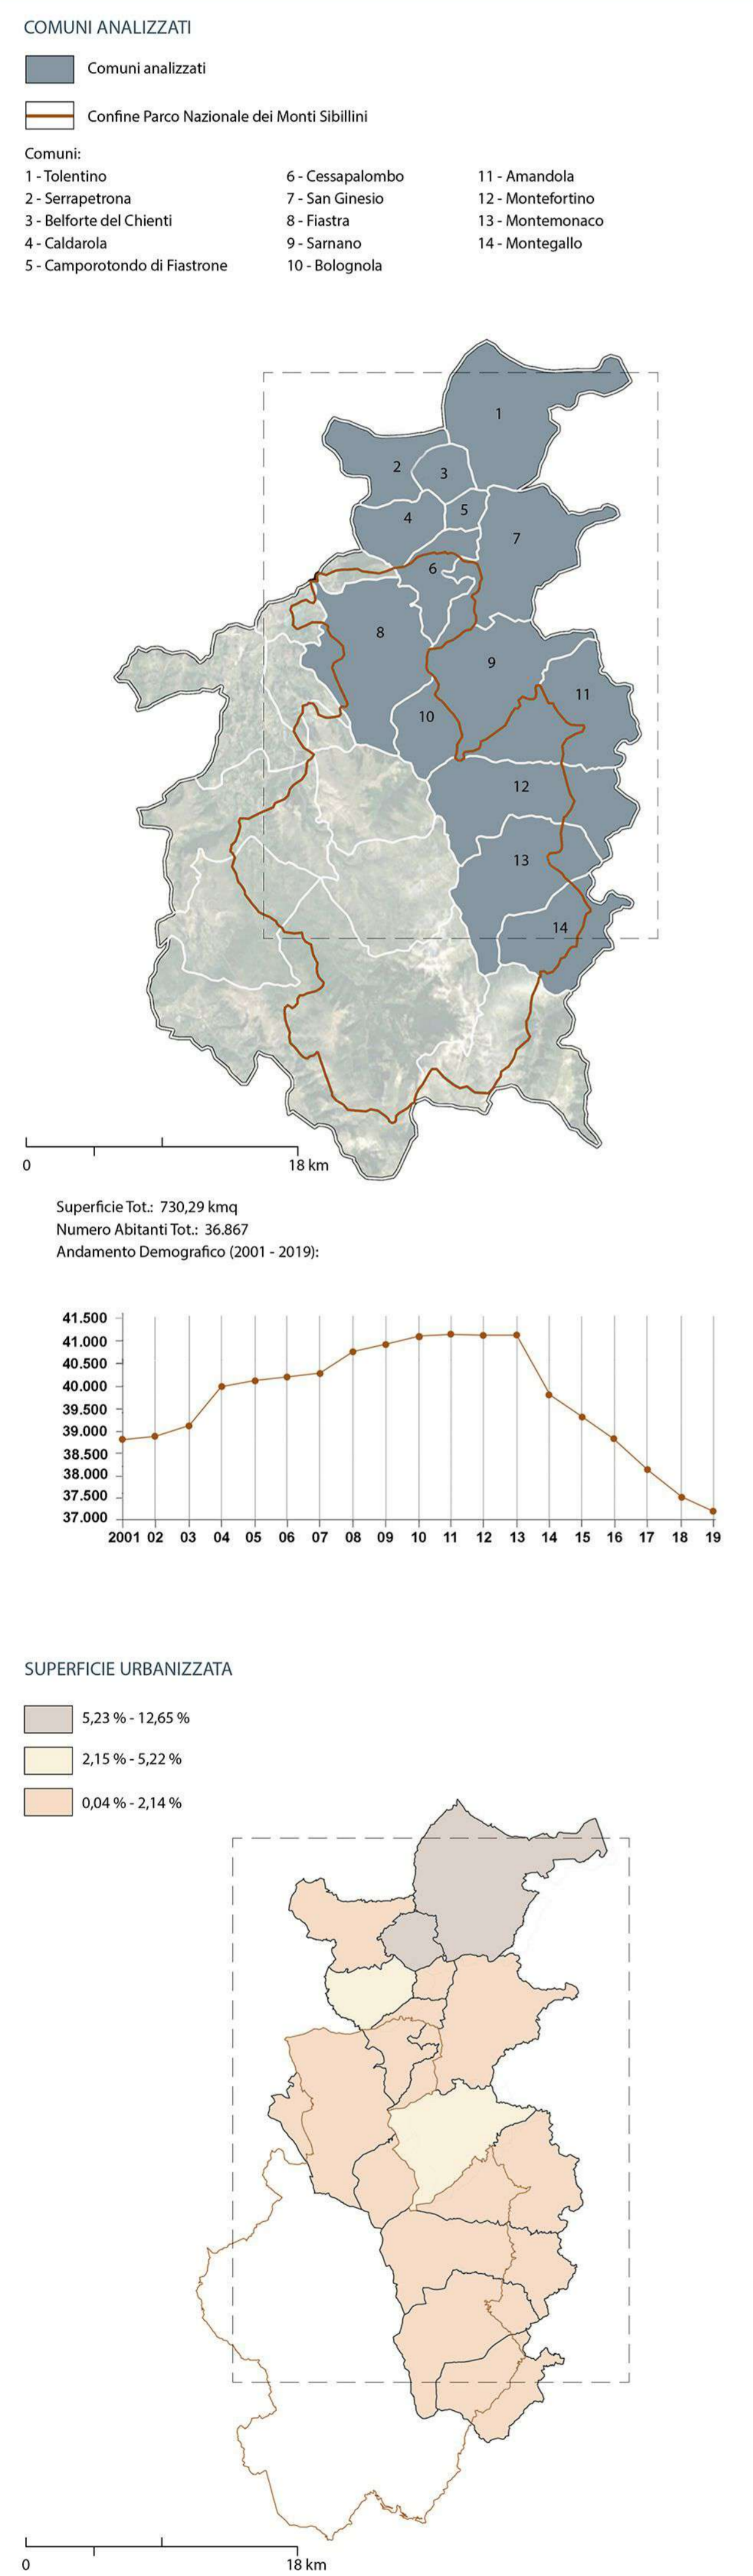 COMUNI ANALIZZATI
Comuni analizzati
Confine Parco Nazionale dei Monti Sibillini
Comuni:
1 - Tolentino
2 - Serrapetrona
3 - Belforte del Chienti
4 - Caldarola
5 - Camporotondo di Fiastrone
6 - Cessapalombo
7 - San Ginesio
8 - Fiastra
9 - Sarnano
10 - Bolognola
11 - Amandola
12 - Montefortino
13 - Montemonaco
14 - Montegallo
1
2
3
5
4
7
6
8
9
11
10
12
13
14
0 18 km
Superficie Tot.: 730,29 kmq
Numero Abitanti Tot.: 36.867
Andamento Demografico (2001 - 2019):
41.500
41.000
40.500
40.000
39.500
39.000
38.500
38.000
37.500
37.000
2001 02 03 04 05 06 07 08 09 10 11 12 13 14 15 16 17 18 19
SUPERFICIE URBANIZZATA
5,23 % - 12,65 %
2,15 % - 5,22 %
0,04 % - 2,14 %
0 18 km